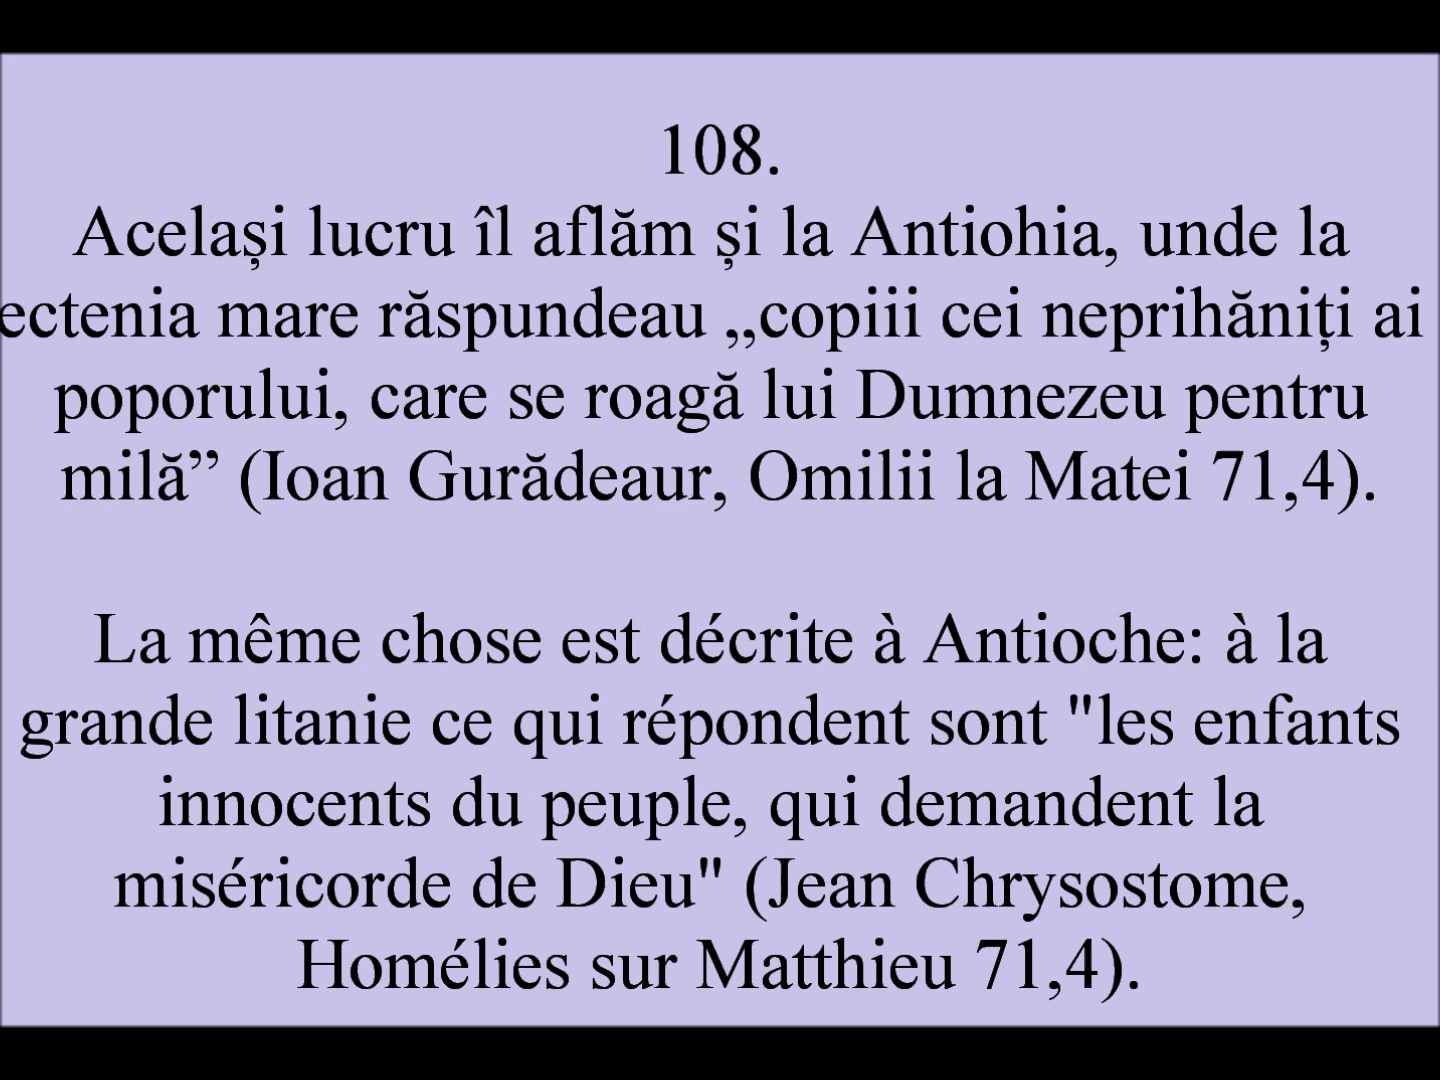 108.
Același lucru îl aflăm și la Antiohia, unde la
ectenia mare răspundeau „copiii cei neprihăniți ai
poporului, care se roagă lui Dumnezeu pentru
milă” (Ioan Gurădeaur, Omilii la Matei 71,4).
La même chose est décrite à Antioche: à la
grande litanie ce qui répondent sont "les enfants
innocents du peuple, qui demandent la
miséricorde de Dieu" (Jean Chrysostome,
Homélies sur Matthieu 71,4).